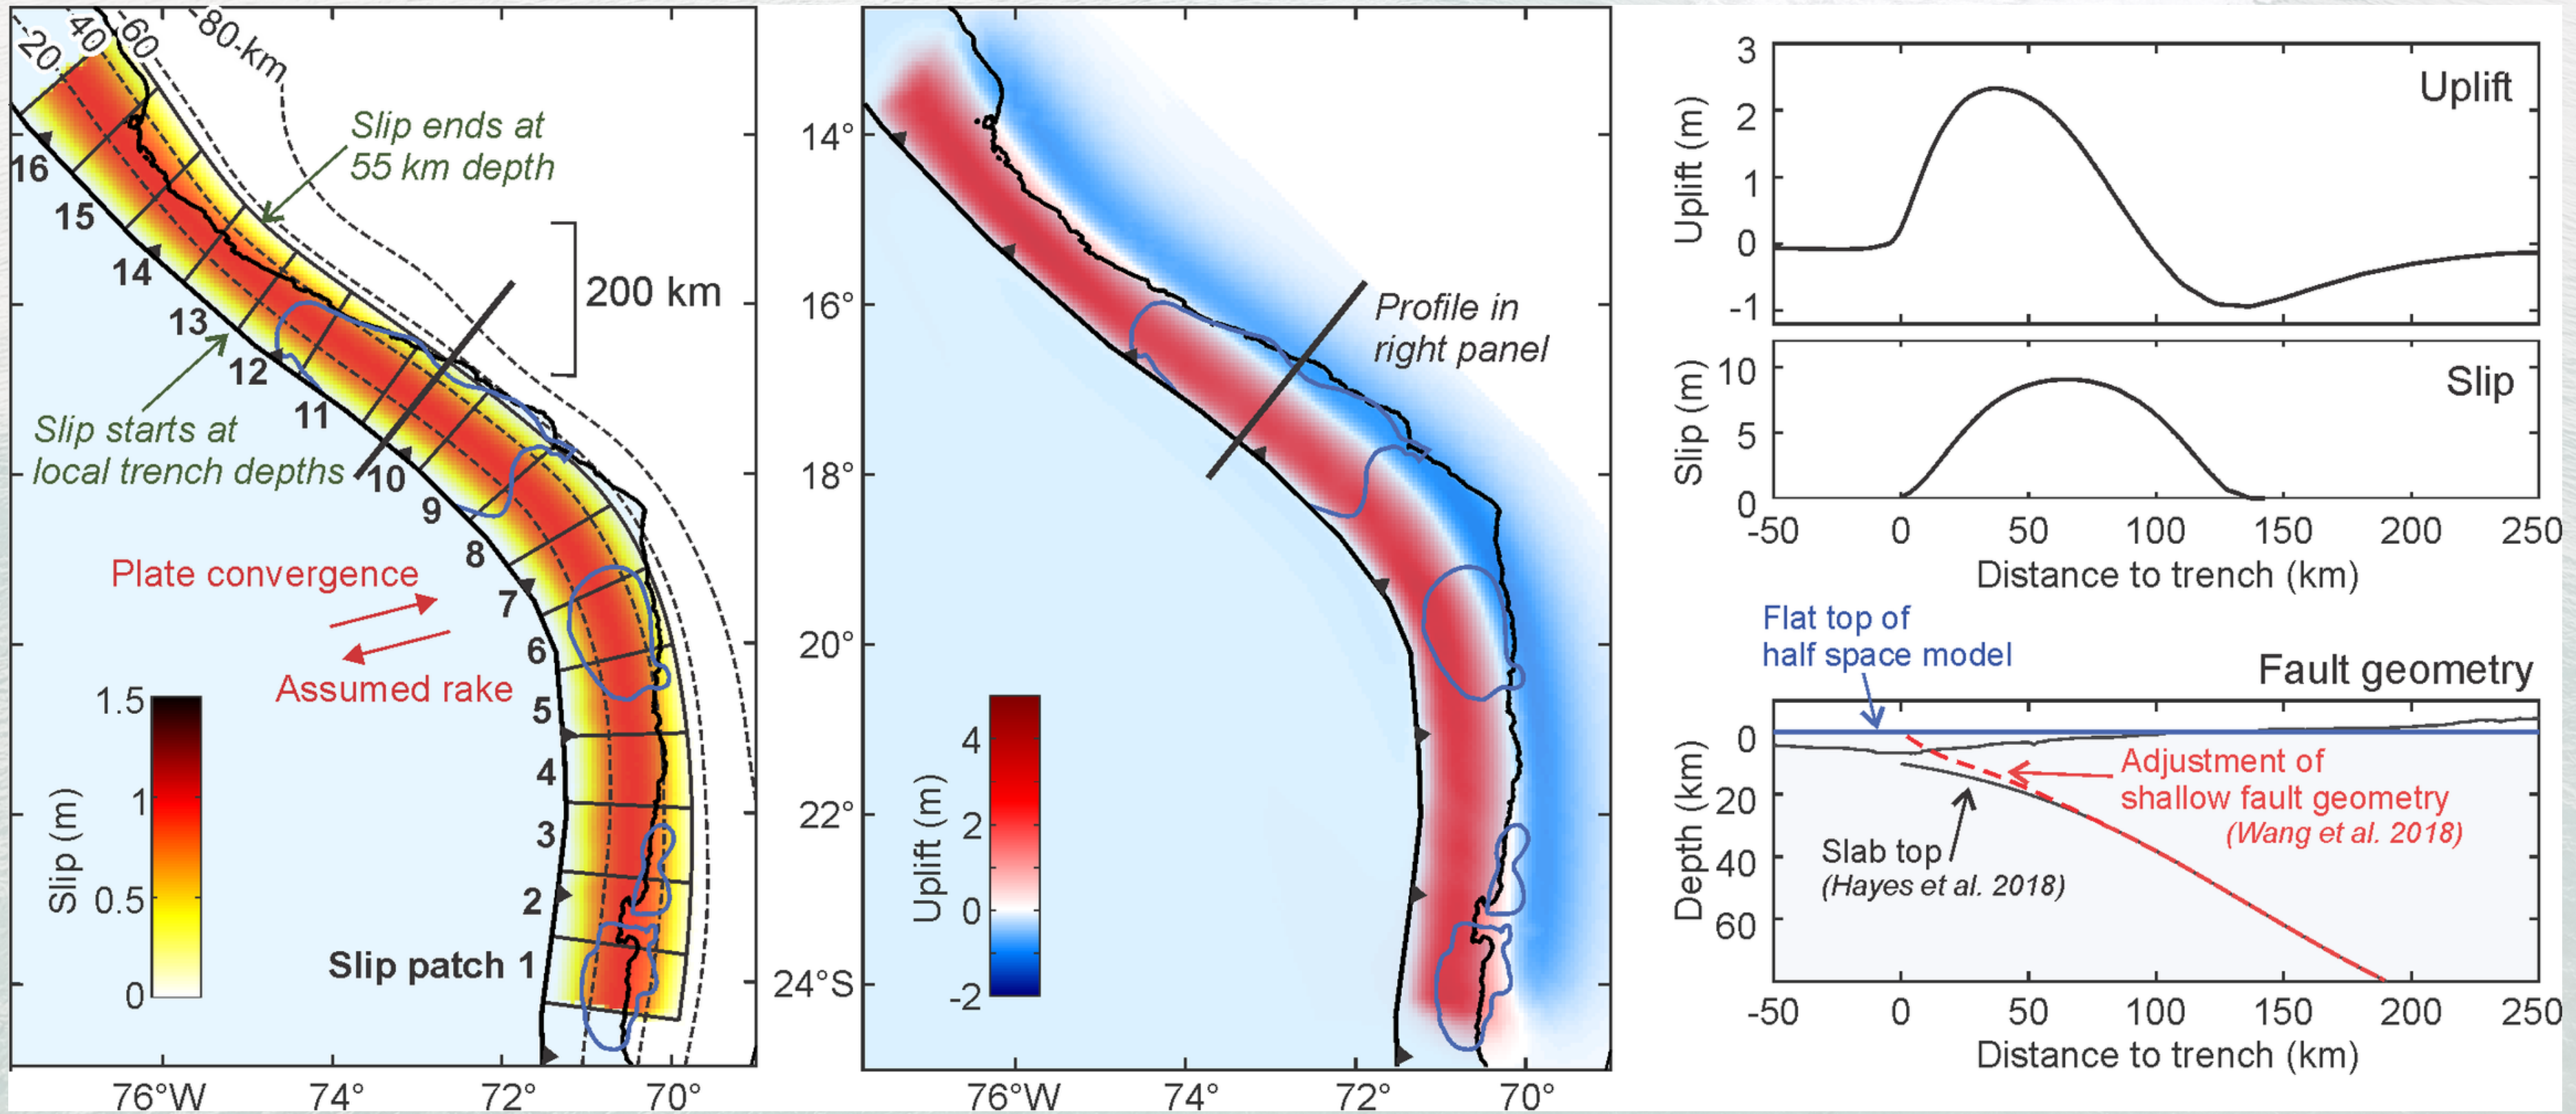 -20
40
60
80 km
Slip ends at
55 km depth
200 km
16
15
14
13
12
11
10
9
8
7
6
5
4
3
2
Slip patch 1
Slip starts at
local trench depths
Plate convergence
Assumed rake
1.5
1
0.5
0
Slip (m)
76°W
74°
72°
70°
14°
16°
18°
20°
22°
24°S
Profile in
right panel
4
2
0
-2
Uplift (m)
76°W
74°
72°
70°
3
2
1
0
-1
Uplift (m)
Uplift
10
5
0
Slip (m)
Slip
-50
0
50
100
150
200
250
Distance to trench (km)
Flat top of
half space model
Fault geometry
0
20
40
60
Depth (km)
Adjustment of
shallow fault geometry
(Wang et al. 2018)
Slab top
(Hayes et al. 2018)
-50
0
50
100
150
200
250
Distance to trench (km)